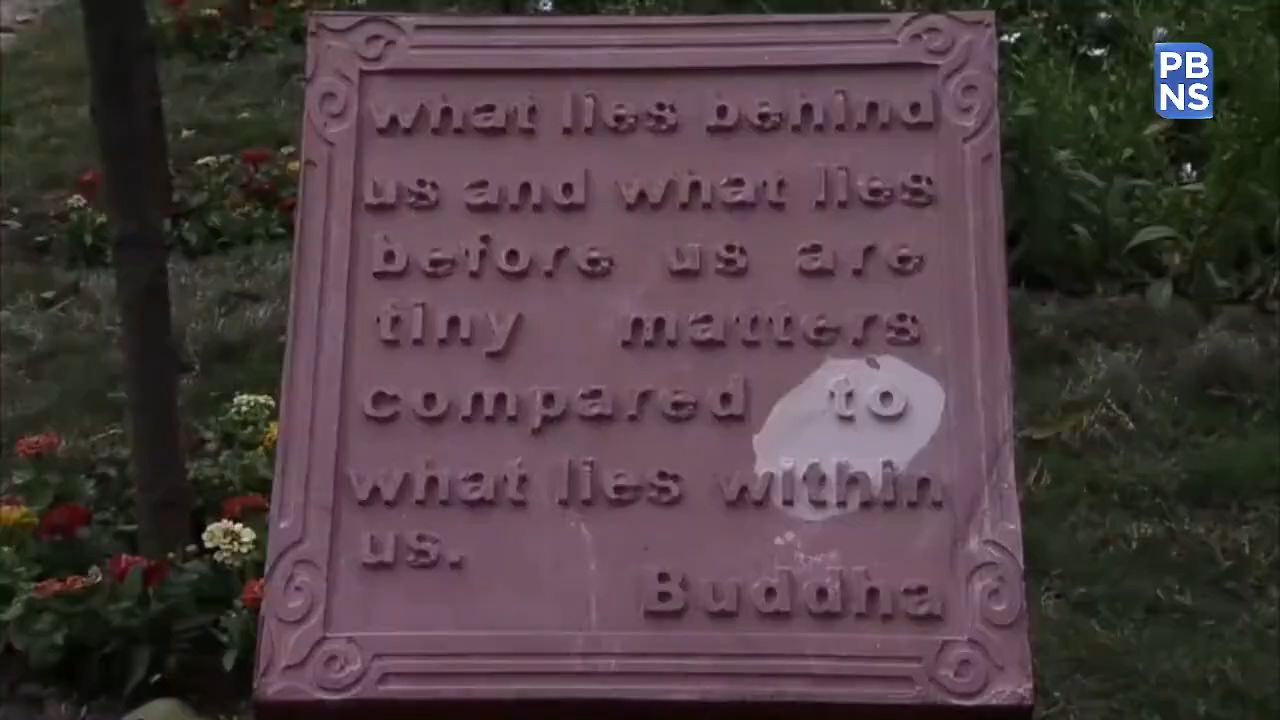 PB
NS
what lies behind
us and what lies
before us are
tiny matters
compared to
what lies within
us.
Buddha